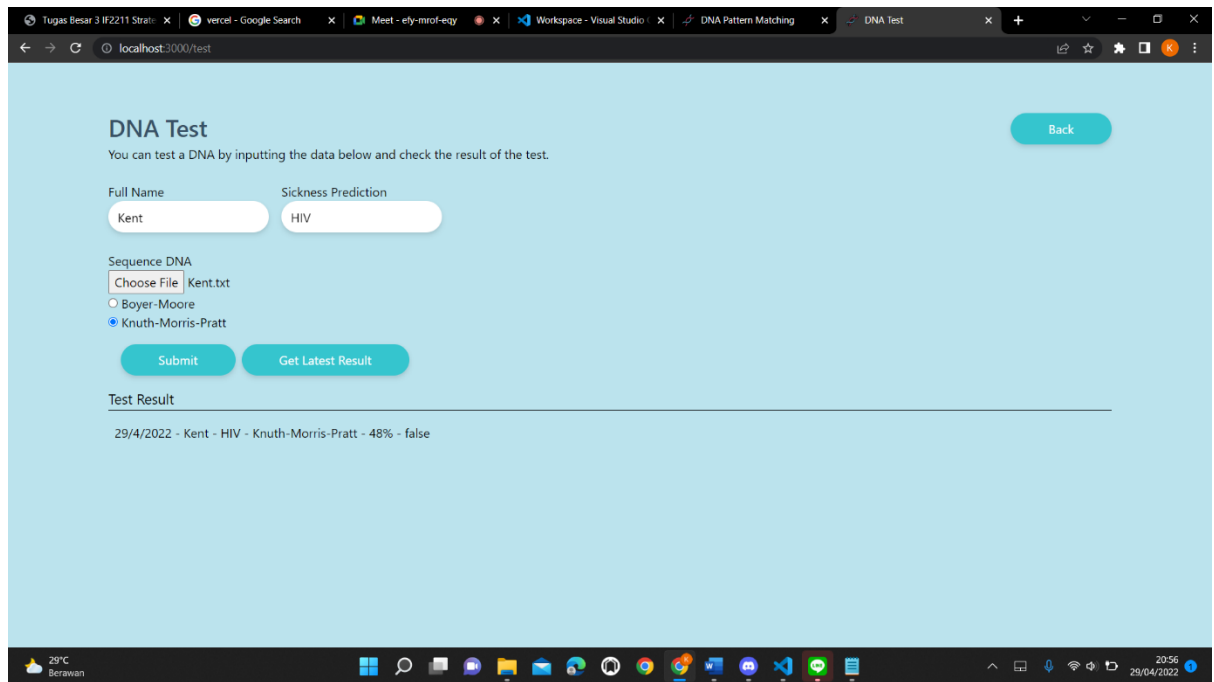 Tugas Besar 3 IF2211 Strate
vercel - Google Search
Meet - efy-mrof-eqy
Workspace - Visual Studio C
DNA Pattern Matching
DNA Test
localhost:3000/test
K
DNA Test
Back
You can test a DNA by inputting the data below and check the result of the test.
Full Name Sickness Prediction
Kent HIV
Sequence DNA
Choose File Kent.txt
Boyer-Moore
Knuth-Morris-Pratt
Submit Get Latest Result
Test Result
29/4/2022 - Kent - HIV - Knuth-Morris-Pratt - 48% - false
29°C
Berawan
20:56
29/04/2022
1